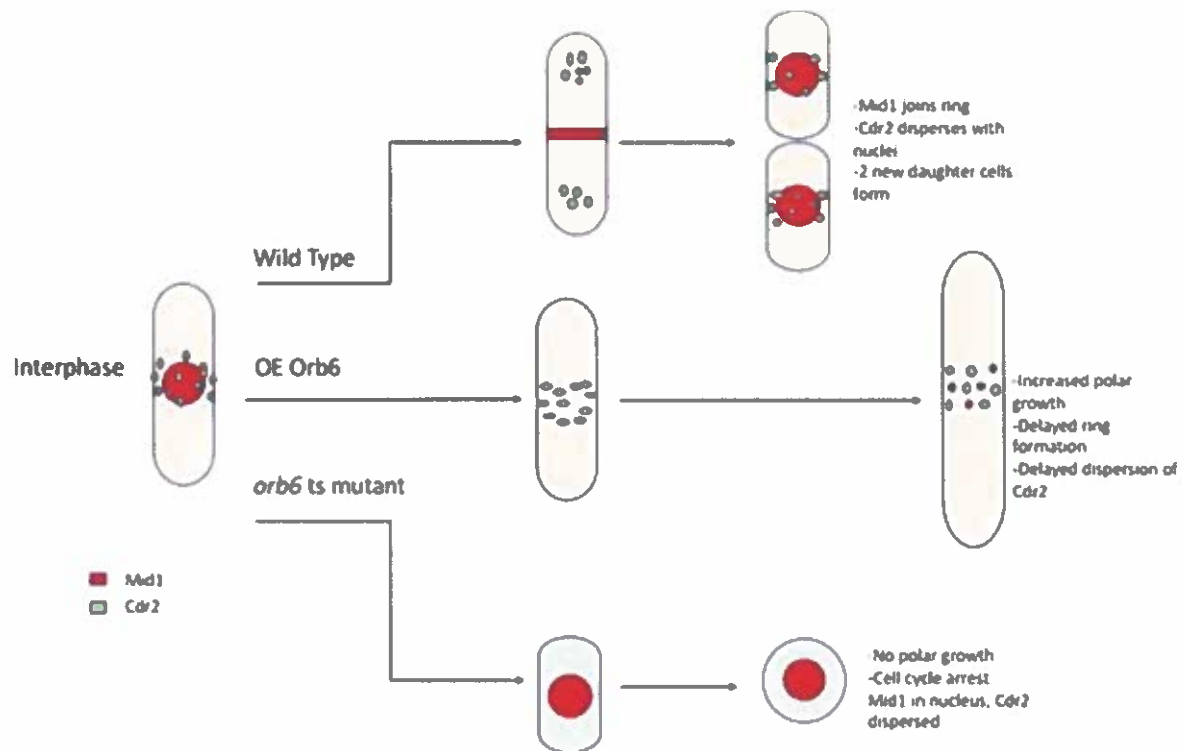 -Mid1 joins ring
-Cdr2 disperses with
nuclei
-2 new daughter cells
form
Wild Type
Interphase
OE Orb6
-Increased polar
growth
-Delayed ring
formation
-Delayed dispersion of
Cdr2
orb6 ts mutant
Mid1
Cdr2
-No polar growth
-Cell cycle arrest
Mid1 in nucleus, Cdr2
dispersed